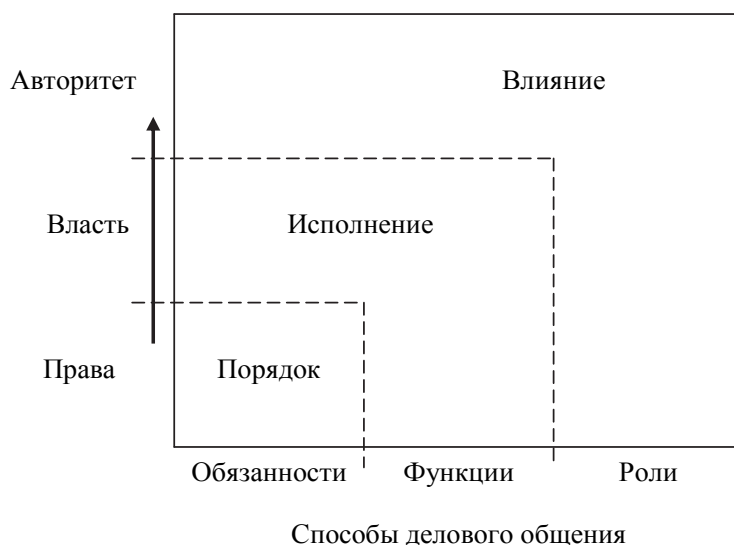 Авторитет Влияние
Власть Исполнение
Права Порядок
Обязанности Функции Роли
Способы делового общения